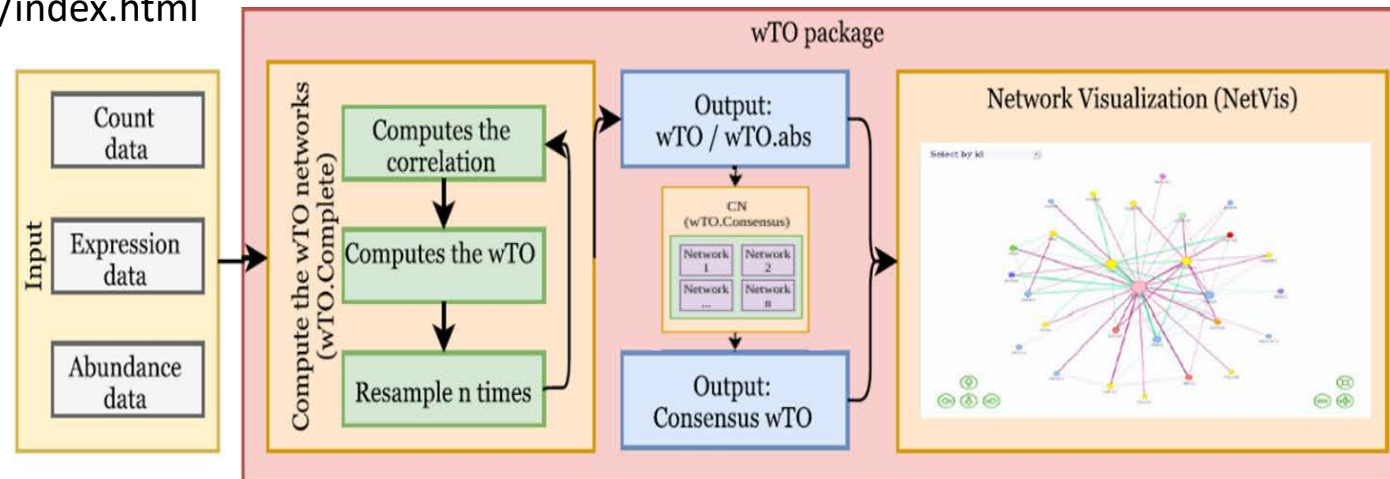 /index.html
wTO package
Input
Count
data
Expression
data
Abundance
data
Compute the wTO networks
(wTO.Complete)
Computes the
correlation
Computes the wTO
Resample n times
Output:
wTO / wTO.abs
CN
(wTO.Consensus)
Network
1
Network
2
Network
...
Network
n
Output:
Consensus wTO
Network Visualization (NetVis)
Select by id